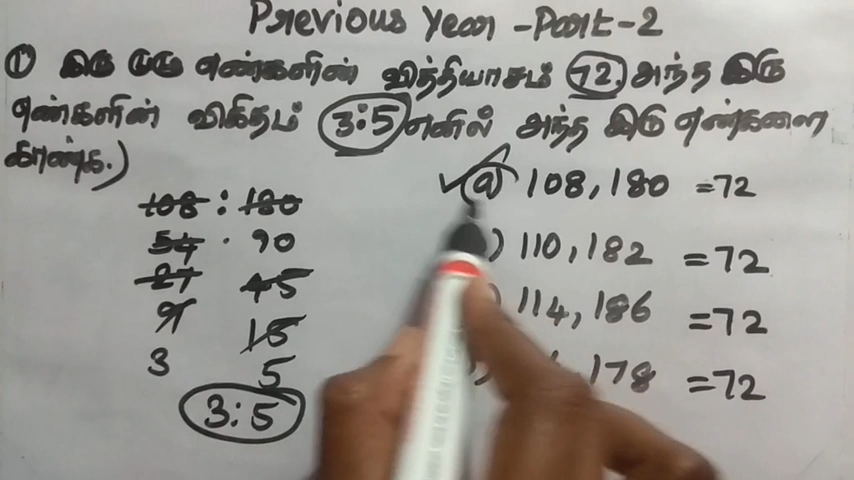 Previous Year -Part-2
① இரு முழு எண்களின் வித்தியாசம் 72. அந்த இரு
எண்களின் விகிதம் 3:5 எனில் அந்த இரு எண்களை
காண்க.)
108 : 180
54 . 90
27 45
9 15
3 5
3:5
a) 108, 180 =72
) 110, 182 =72
) 114, 186 =72
) 178 =72